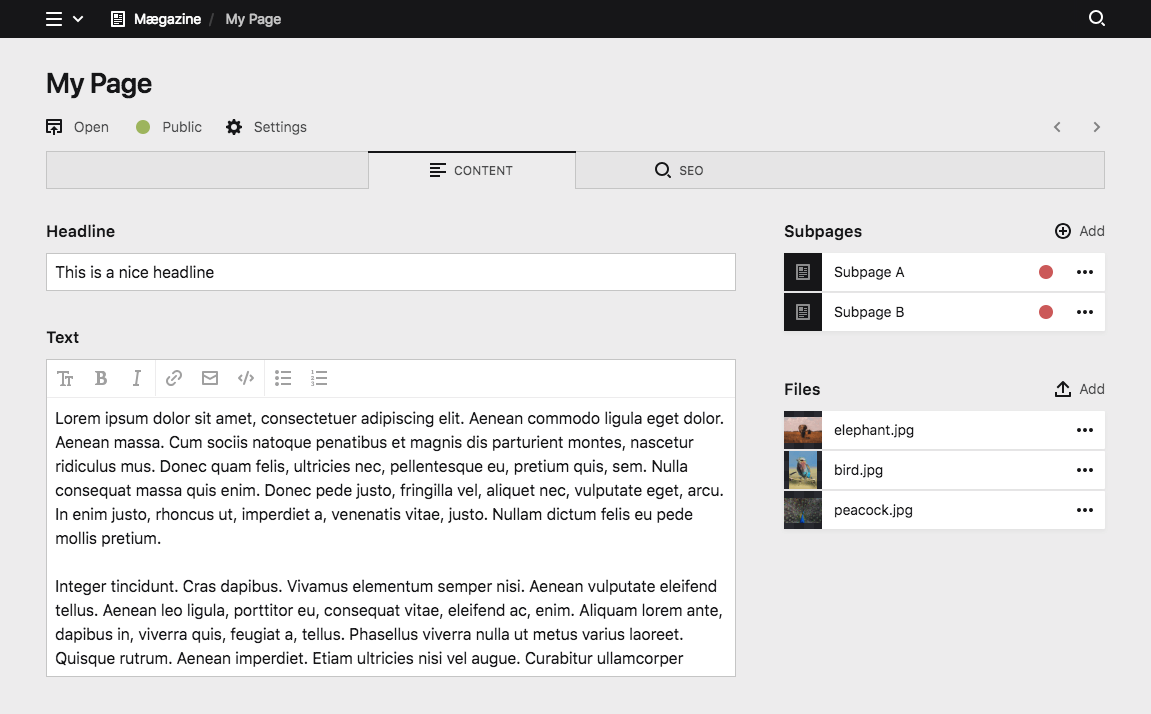 Mægazine / My Page
My Page
Open Public Settings
CONTENT SEO
Headline
This is a nice headline
Text
Lorem ipsum dolor sit amet, consectetuer adipiscing elit. Aenean commodo ligula eget dolor.
Aenean massa. Cum sociis natoque penatibus et magnis dis parturient montes, nascetur
ridiculus mus. Donec quam felis, ultricies nec, pellentesque eu, pretium quis, sem. Nulla
consequat massa quis enim. Donec pede justo, fringilla vel, aliquet nec, vulputate eget, arcu.
In enim justo, rhoncus ut, imperdiet a, venenatis vitae, justo. Nullam dictum felis eu pede
mollis pretium.
Integer tincidunt. Cras dapibus. Vivamus elementum semper nisi. Aenean vulputate eleifend
tellus. Aenean leo ligula, porttitor eu, consequat vitae, eleifend ac, enim. Aliquam lorem ante,
dapibus in, viverra quis, feugiat a, tellus. Phasellus viverra nulla ut metus varius laoreet.
Quisque rutrum. Aenean imperdiet. Etiam ultricies nisi vel augue. Curabitur ullamcorper
Subpages Add
Subpage A
Subpage B
Files Add
elephant.jpg
bird.jpg
peacock.jpg